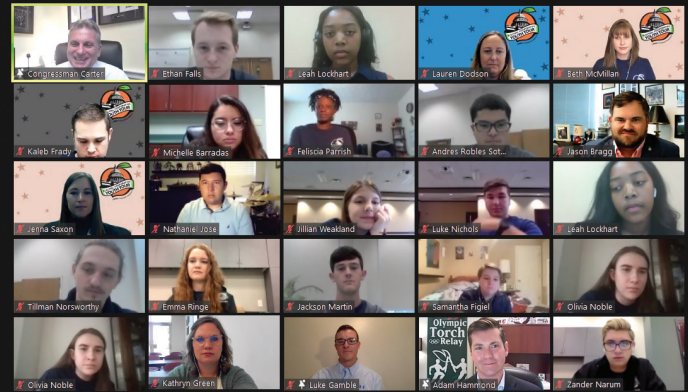 Congressman Carter
Ethan Falls
Leah Lockhart
Lauren Dodson
Beth McMillan
Kaleb Frady
Michelle Barradas
Feliscia Parrish
Andres Robles Sot...
Jason Bragg
Jenna Saxon
Nathaniel Jose
Jillian Weakland
Luke Nichols
Leah Lockhart
Tillman Norsworthy
Emma Ringe
Jackson Martin
Samantha Figiel
Olivia Noble
Olivia Noble
Kathryn Green
Luke Gamble
Olympic
Torch
Relay
Adam Hammond
Zander Narum